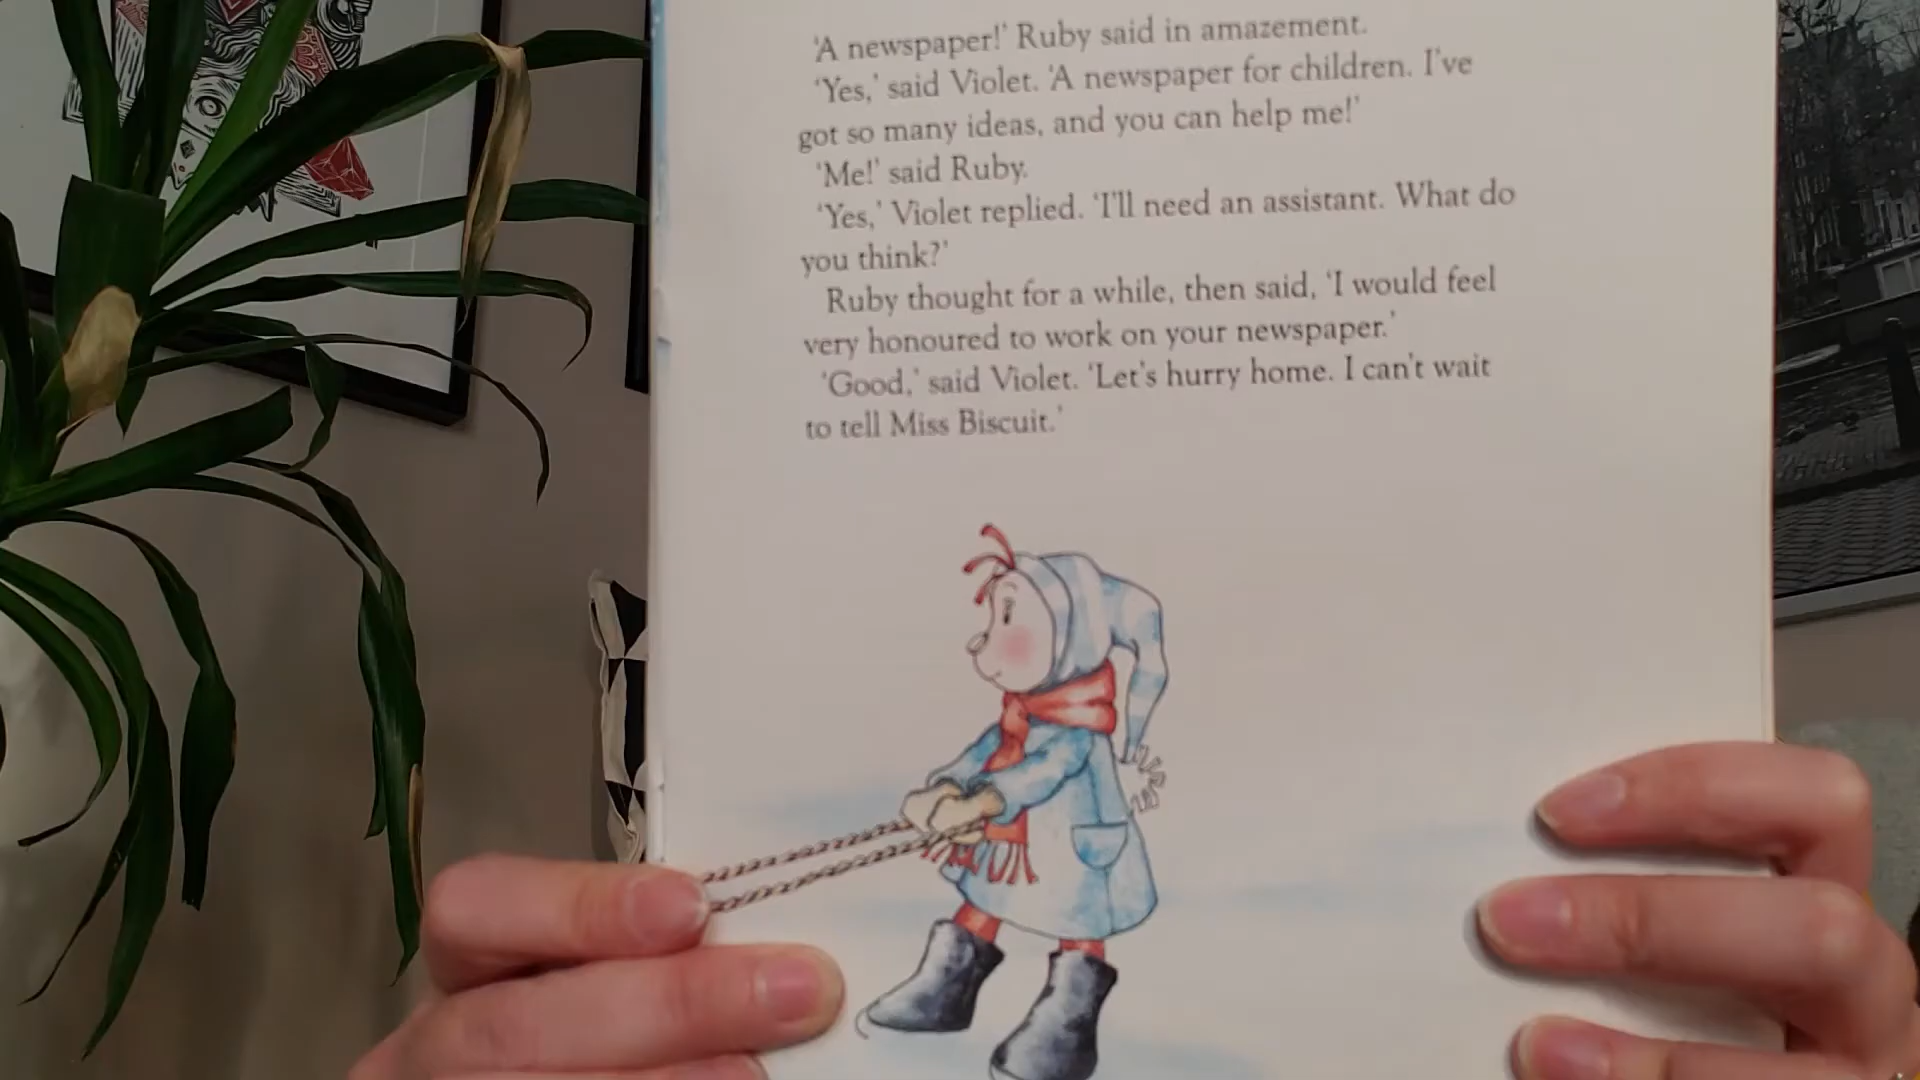 'A newspaper!' Ruby said in amazement.
'Yes,' said Violet. 'A newspaper for children. I've
got so many ideas, and you can help me!'
'Me!' said Ruby.
'Yes,' Violet replied. 'I'll need an assistant. What do
you think?'
Ruby thought for a while, then said, 'I would feel
very honoured to work on your newspaper.'
'Good,' said Violet. 'Let's hurry home. I can't wait
to tell Miss Biscuit.'